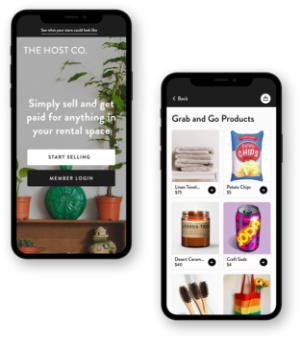 See what your store could look like
THE HOST CO.
Simply sell and get
paid for anything in
your rental space
START SELLING
MEMBER LOGIN
Back
Grab and Go Products
CHIPS
Linen Towel...
$75
Potato Chips
$5
Desert Ceram...
$40
Craft Soda
$4